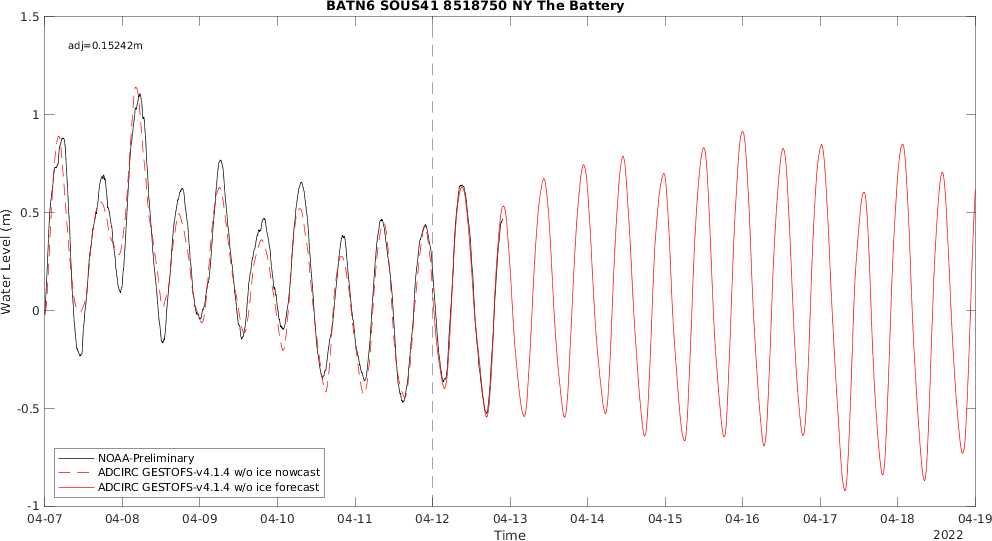 BATN6 SOUS41 8518750 NY The Battery
1.5
adj=0.15242m
1
0.5
0
-0.5
-1
Water Level (m)
NOAA-Preliminary
ADCIRC GESTOFS-v4.1.4 w/o ice nowcast
ADCIRC GESTOFS-v4.1.4 w/o ice forecast
04-07 04-08 04-09 04-10 04-11 04-12 04-13 04-14 04-15 04-16 04-17 04-18 04-19
Time
2022